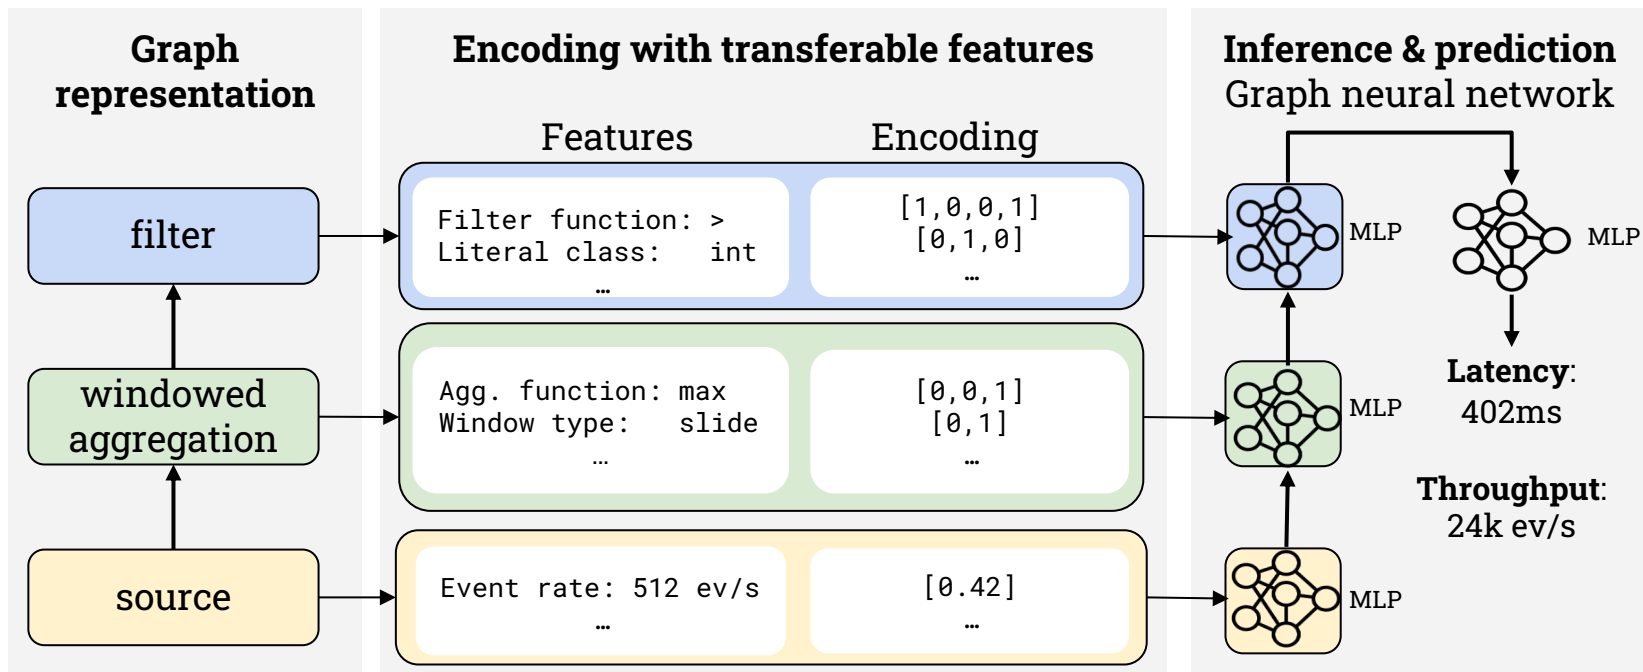 Graph
representation
Encoding with transferable features
Inference & prediction
Graph neural network
Features
Encoding
filter
Filter function: >
Literal class: int
…
[1,0,0,1]
[0,1,0]
…
MLP
MLP
windowed
aggregation
Agg. function: max
Window type: slide
…
[0,0,1]
[0,1]
…
MLP
Latency:
402ms
Throughput:
24k ev/s
source
Event rate: 512 ev/s
…
[0.42]
…
MLP